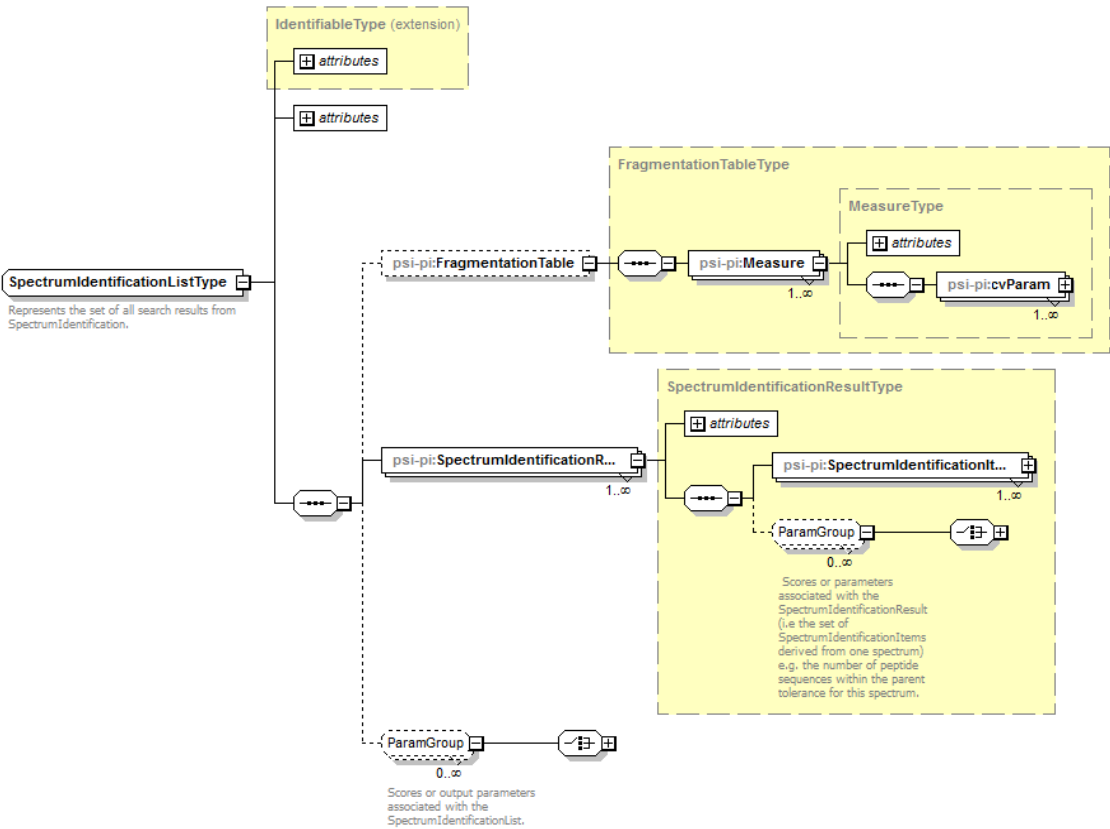 IdentifiableType (extension)
attributes
attributes
FragmentationTableType
MeasureType
attributes
psi-pi:FragmentationTable
psi-pi:Measure
1..∞
psi-pi:cvParam
1..∞
SpectrumIdentificationListType
Represents the set of all search results from
SpectrumIdentification.
SpectrumIdentificationResultType
attributes
psi-pi:SpectrumIdentificationR...
1..∞
psi-pi:SpectrumIdentificationIt...
1..∞
ParamGroup
0..∞
Scores or parameters
associated with the
SpectrumIdentificationResult
(i.e the set of
SpectrumIdentificationItems
derived from one spectrum)
e.g. the number of peptide
sequences within the parent
tolerance for this spectrum.
ParamGroup
0..∞
Scores or output parameters
associated with the
SpectrumIdentificationList.